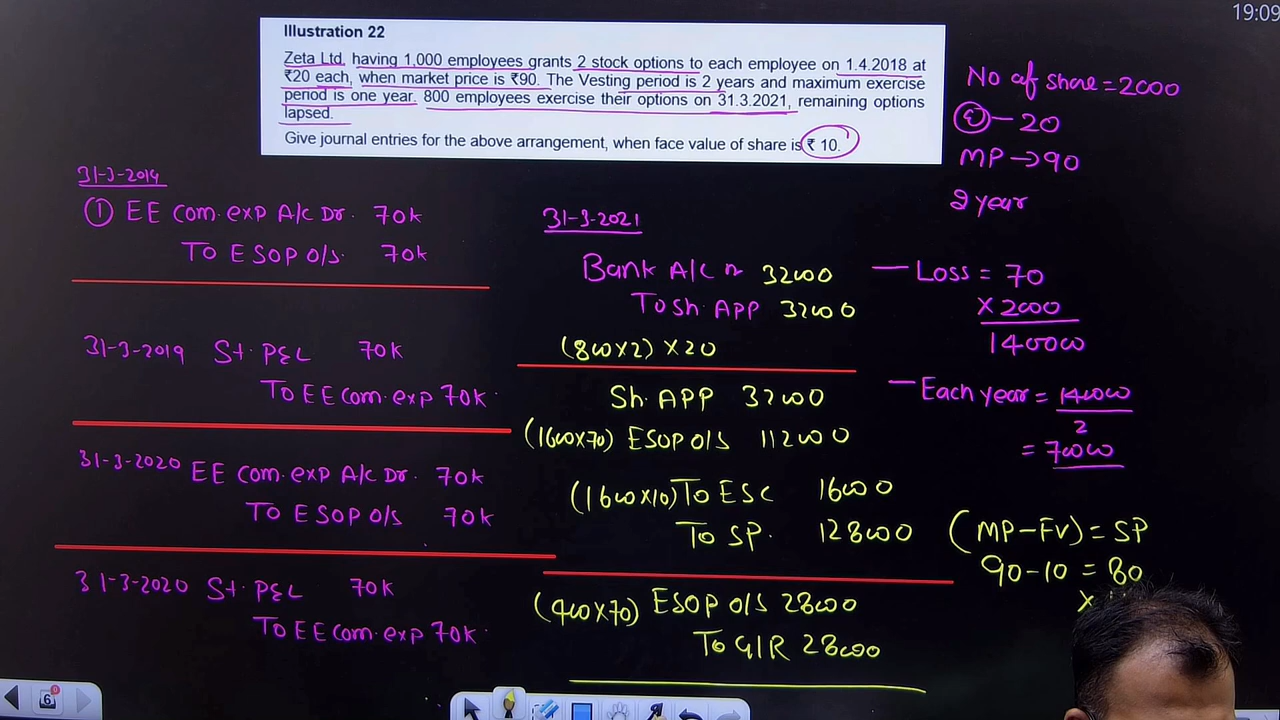 19:09
Illustration 22
Zeta Ltd. having 1,000 employees grants 2 stock options to each employee on 1.4.2018 at
₹20 each, when market price is ₹90. The Vesting period is 2 years and maximum exercise
period is one year. 800 employees exercise their options on 31.3.2021, remaining options
lapsed.
Give journal entries for the above arrangement, when face value of share is ₹ 10.
No of share = 2000
20
MP → 90
2 year
31-3-2019
① EE com. exp A/c Dr. 70k
To ESOP o/s. 70k
31-3-2019 St. P&L 70k
To EE com. exp 70k
31-3-2020 EE com. exp A/c Dr. 70k
To ESOP o/s 70k
31-3-2020 St. P&L 70k
To EE com. exp 70k
31-3-2021
Bank A/c Dr 32000
To Sh. APP 32000
(800×2) × 20
Sh. APP 32000
(1600×70) ESOP o/s 112000
(1600×10) To ESC 16000
To SP. 128000
(400×70) ESOP o/s 28000
To G/R 28000
— Loss = 70
× 2000
140000
— Each year = 140000
2
= 70000
(MP-FV) = SP
90-10 = 80
×
6